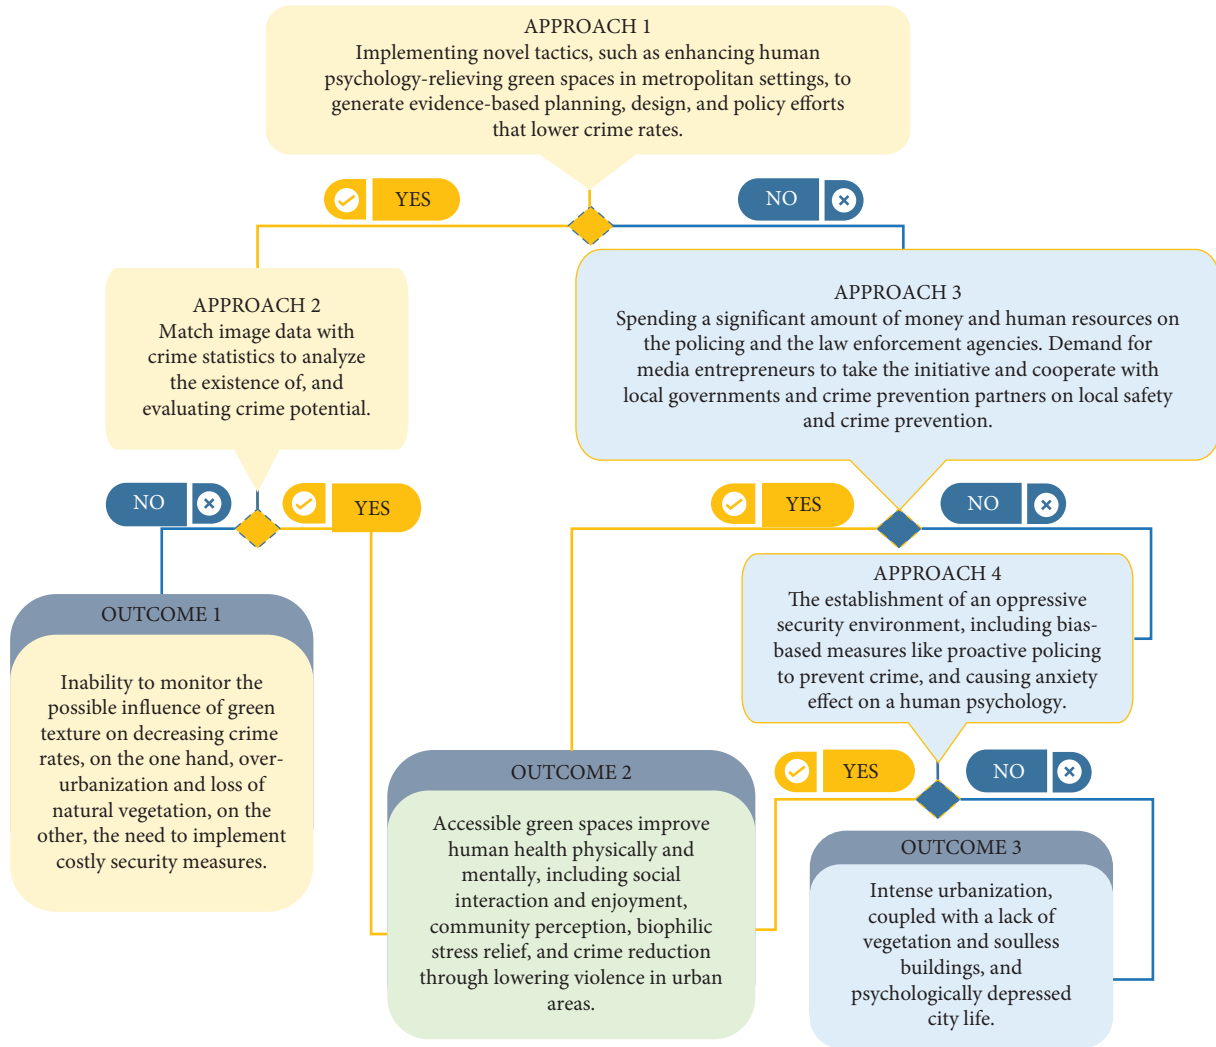 APPROACH 1
Implementing novel tactics, such as enhancing human
psychology-relieving green spaces in metropolitan settings, to
generate evidence-based planning, design, and policy efforts
that lower crime rates.
YES
NO
APPROACH 2
Match image data with
crime statistics to analyze
the existence of, and
evaluating crime potential.
APPROACH 3
Spending a significant amount of money and human resources on
the policing and the law enforcement agencies. Demand for
media entrepreneurs to take the initiative and cooperate with
local governments and crime prevention partners on local safety
and crime prevention.
NO
YES
YES
NO
APPROACH 4
The establishment of an oppressive
security environment, including bias-
based measures like proactive policing
to prevent crime, and causing anxiety
effect on a human psychology.
OUTCOME 1
Inability to monitor the
possible influence of green
texture on decreasing crime
rates, on the one hand, over-
urbanization and loss of
natural vegetation, on the
other, the need to implement
costly security measures.
YES
NO
OUTCOME 2
Accessible green spaces improve
human health physically and
mentally, including social
interaction and enjoyment,
community perception, biophilic
stress relief, and crime reduction
through lowering violence in urban
areas.
OUTCOME 3
Intense urbanization,
coupled with a lack of
vegetation and soulless
buildings, and
psychologically depressed
city life.